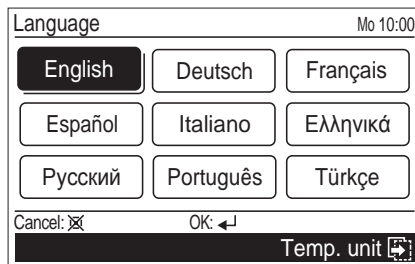 Language Mo 10:00
English Deutsch Français
Español Italiano Ελληνικά
Русский Português Türkçe
Cancel: OK:
Temp. unit